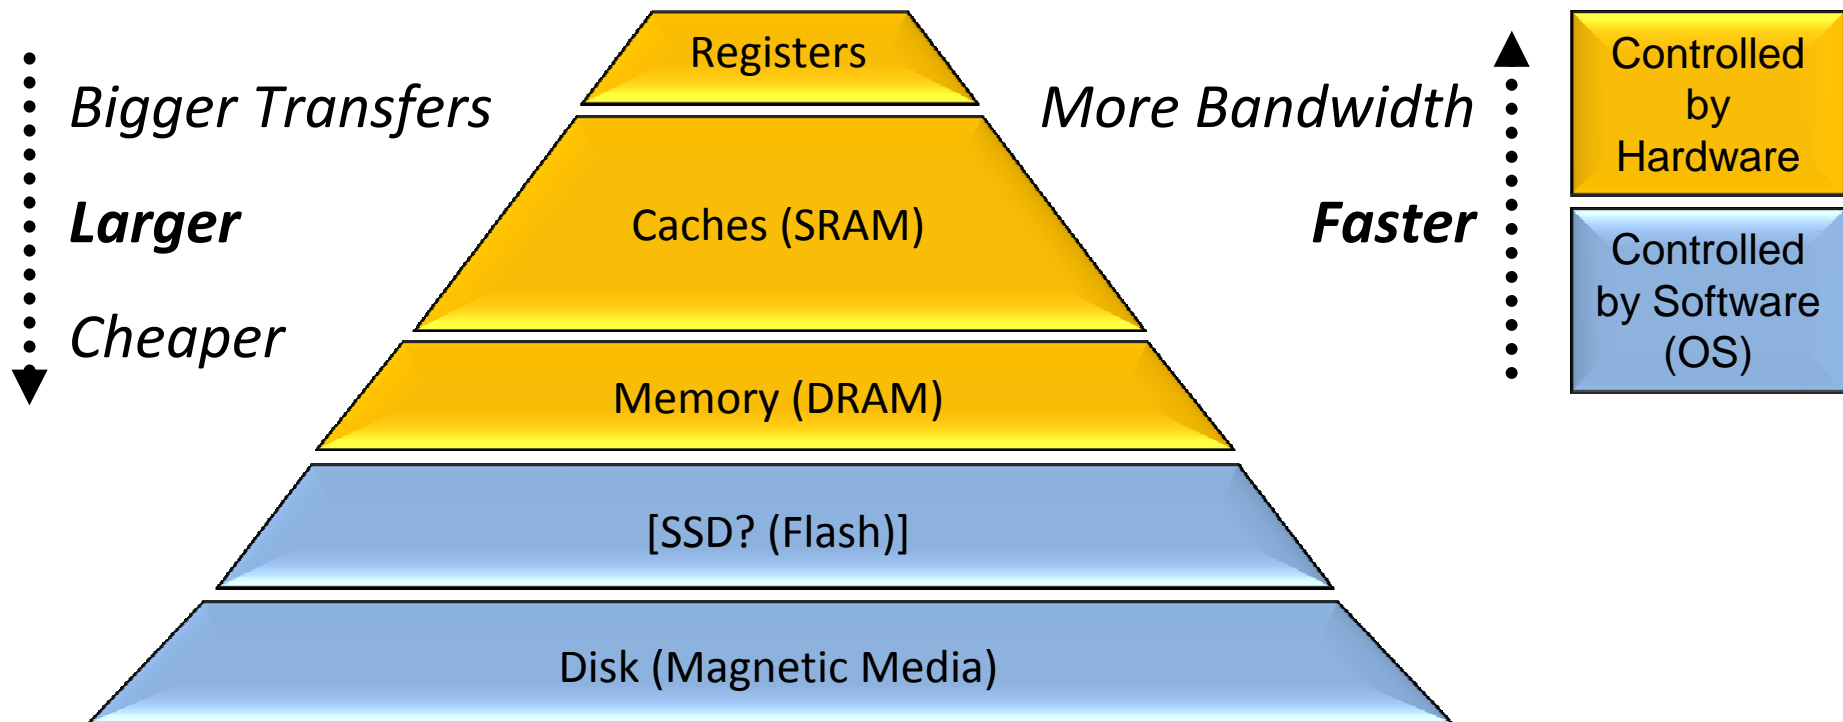 Registers
Bigger Transfers
More Bandwidth
Controlled
by
Hardware
Larger
Caches (SRAM)
Faster
Controlled
by Software
(OS)
Cheaper
Memory (DRAM)
[SSD? (Flash)]
Disk (Magnetic Media)